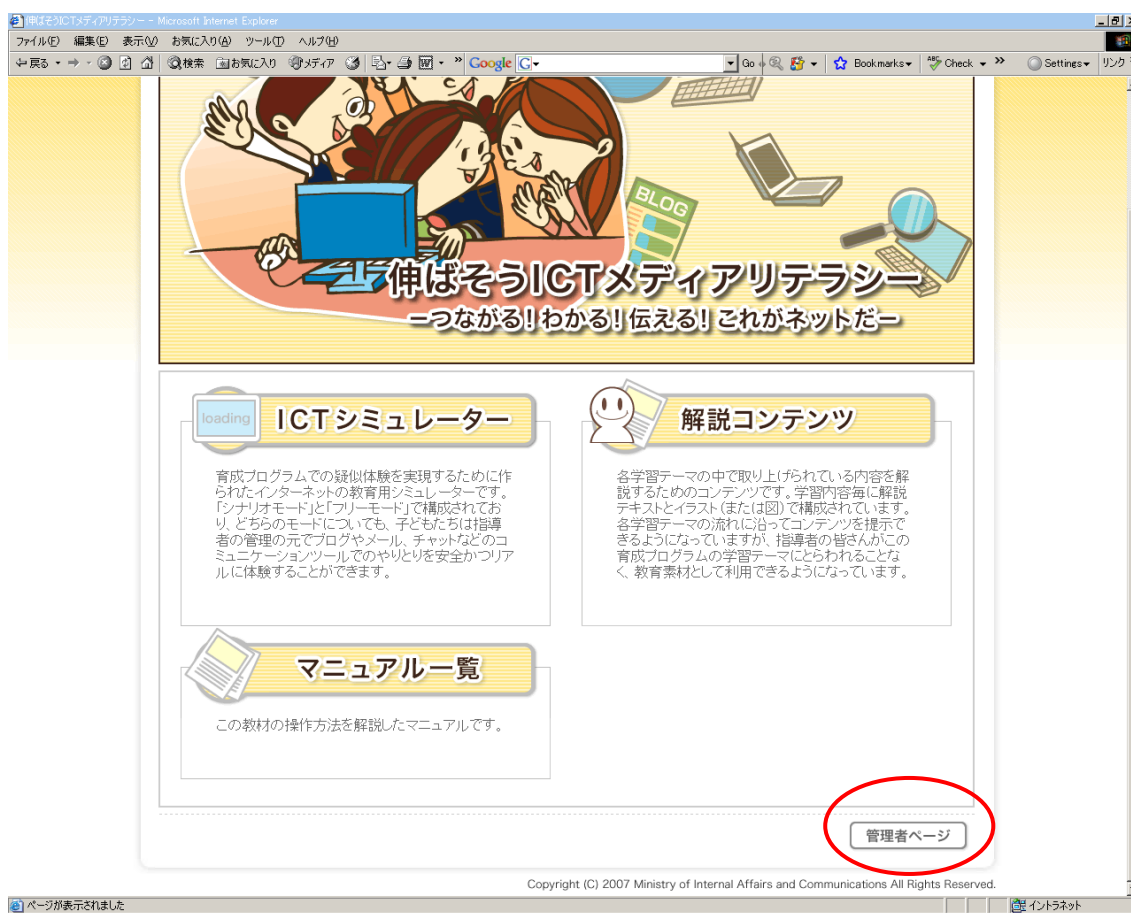 伸ばそうICTメディアリテラシー - Microsoft Internet Explorer
ファイル(F) 編集(E) 表示(V) お気に入り(A) ツール(T) ヘルプ(H)
戻る 検索 お気に入り メディア Google G Go Bookmarks ABC Check Settings リンク
BLOG
伸ばそうICTメディアリテラシー
ーつながる!わかる!伝える!これがネットだー
loading
ICTシミュレーター
育成プログラムでの疑似体験を実現するために作
られたインターネットの教育用シミュレーターです。
「シナリオモード」と「フリーモード」で構成されてお
り、どちらのモードについても、子どもたちは指導
者の管理の元でブログやメール、チャットなどのコ
ミュニケーションツールでのやりとりを安全かつリア
ルに体験することができます。
解説コンテンツ
各学習テーマの中で取り上げられている内容を解
説するためのコンテンツです。学習内容毎に解説
テキストとイラスト(または図)で構成されています。
各学習テーマの流れに沿ってコンテンツを提示で
きるようになっていますが、指導者の皆さんがこの
育成プログラムの学習テーマにとらわれることな
く、教育素材として利用できるようになっています。
マニュアル一覧
この教材の操作方法を解説したマニュアルです。
管理者ページ
Copyright (C) 2007 Ministry of Internal Affairs and Communications All Rights Reserved.
ページが表示されました
イントラネット